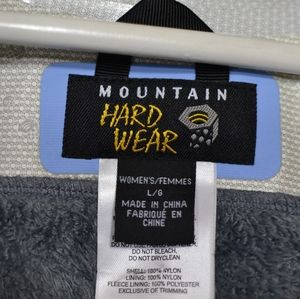 MOUNTAIN
HARD
WEAR
WOMEN'S/FEMMES
L/G
MADE IN CHINA
FABRIQUÉ EN
CHINE
DO NOT BLEACH,
DO NOT DRYCLEAN
SHELL: 100% NYLON
LINING: 100% NYLON
FLEECE LINING: 100% POLYESTER
EXCLUSIVE OF TRIMMING